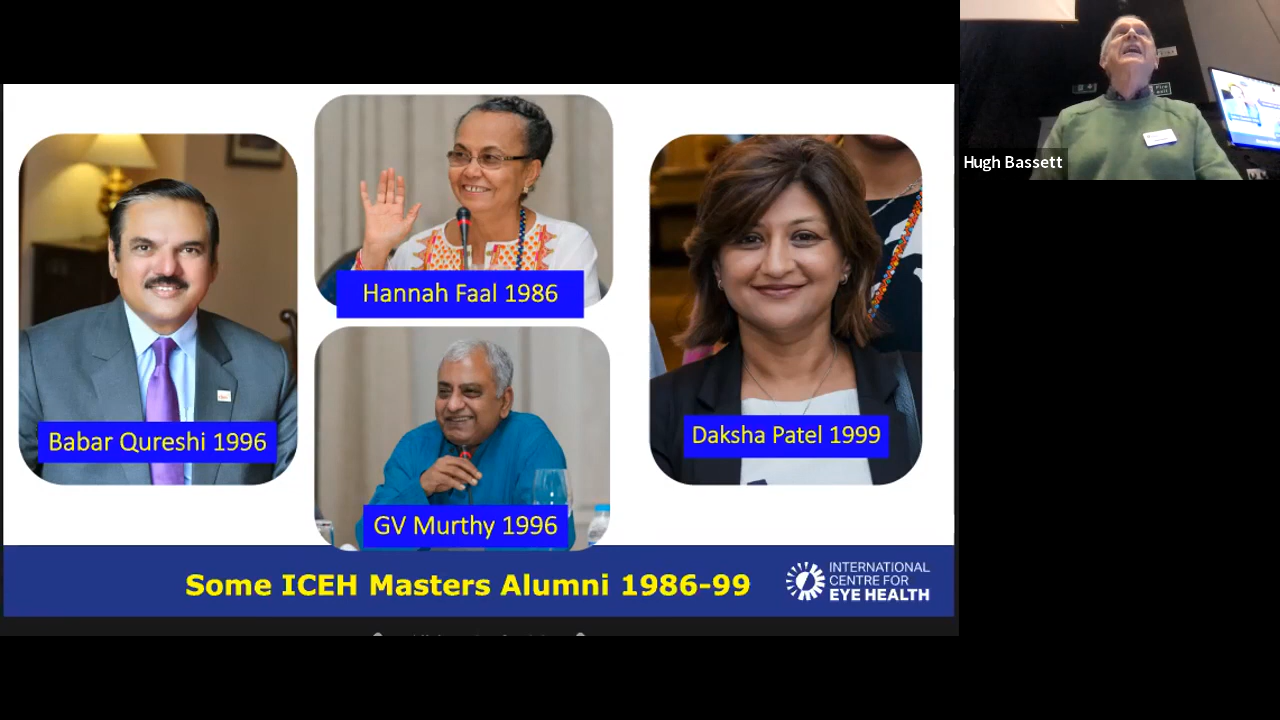 Hannah Faal 1986
Babar Qureshi 1996
Daksha Patel 1999
GV Murthy 1996
Some ICEH Masters Alumni 1986-99
INTERNATIONAL
CENTRE FOR
EYE HEALTH
Hugh Bassett